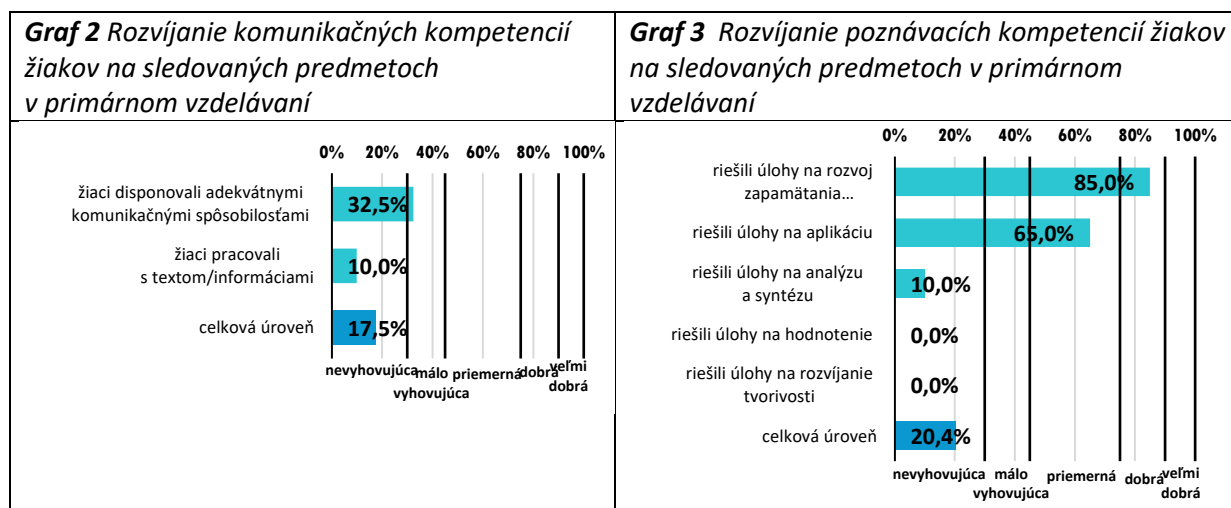 Graf 2 Rozvíjanie komunikačných kompetencií
žiakov na sledovaných predmetoch
v primárnom vzdelávaní
0% 20% 40% 60% 80% 100%
žiaci disponovali adekvátnymi
komunikačnými spôsobilosťami
32,5%
žiaci pracovali
s textom/informáciami
10,0%
celková úroveň
17,5%
nevyhovujúca
málo
vyhovujúca
priemerná
dobrá
veľmi
dobrá
Graf 3 Rozvíjanie poznávacích kompetencií žiakov
na sledovaných predmetoch v primárnom
vzdelávaní
0% 20% 40% 60% 80% 100%
riešili úlohy na rozvoj
zapamätania...
85,0%
riešili úlohy na aplikáciu
65,0%
riešili úlohy na analýzu
a syntézu
10,0%
riešili úlohy na hodnotenie
0,0%
riešili úlohy na rozvíjanie
tvorivosti
0,0%
celková úroveň
20,4%
nevyhovujúca
málo
vyhovujúca
priemerná
dobrá
veľmi
dobrá